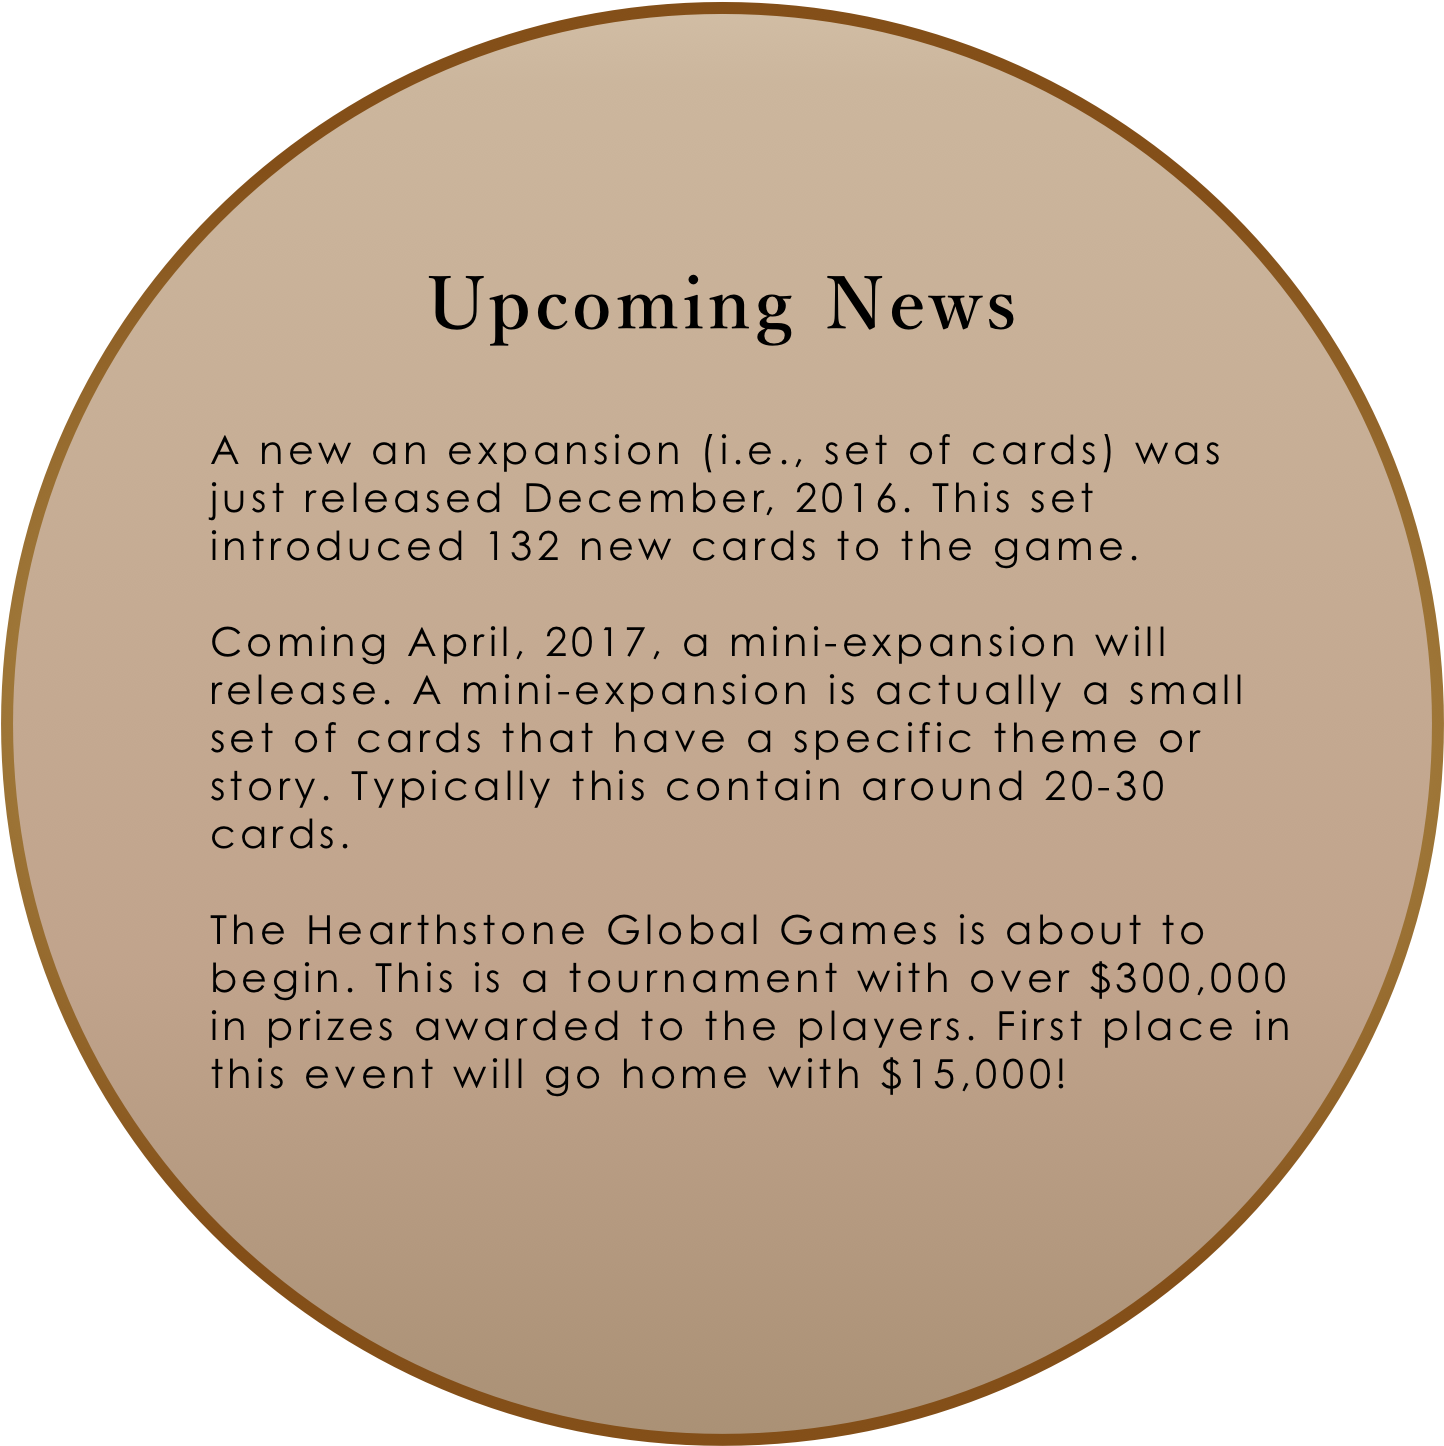 Upcoming News
A new an expansion (i.e., set of cards) was
just released December, 2016. This set
introduced 132 new cards to the game.
Coming April, 2017, a mini-expansion will
release. A mini-expansion is actually a small
set of cards that have a specific theme or
story. Typically this contain around 20-30
cards.
The Hearthstone Global Games is about to
begin. This is a tournament with over $300,000
in prizes awarded to the players. First place in
this event will go home with $15,000!